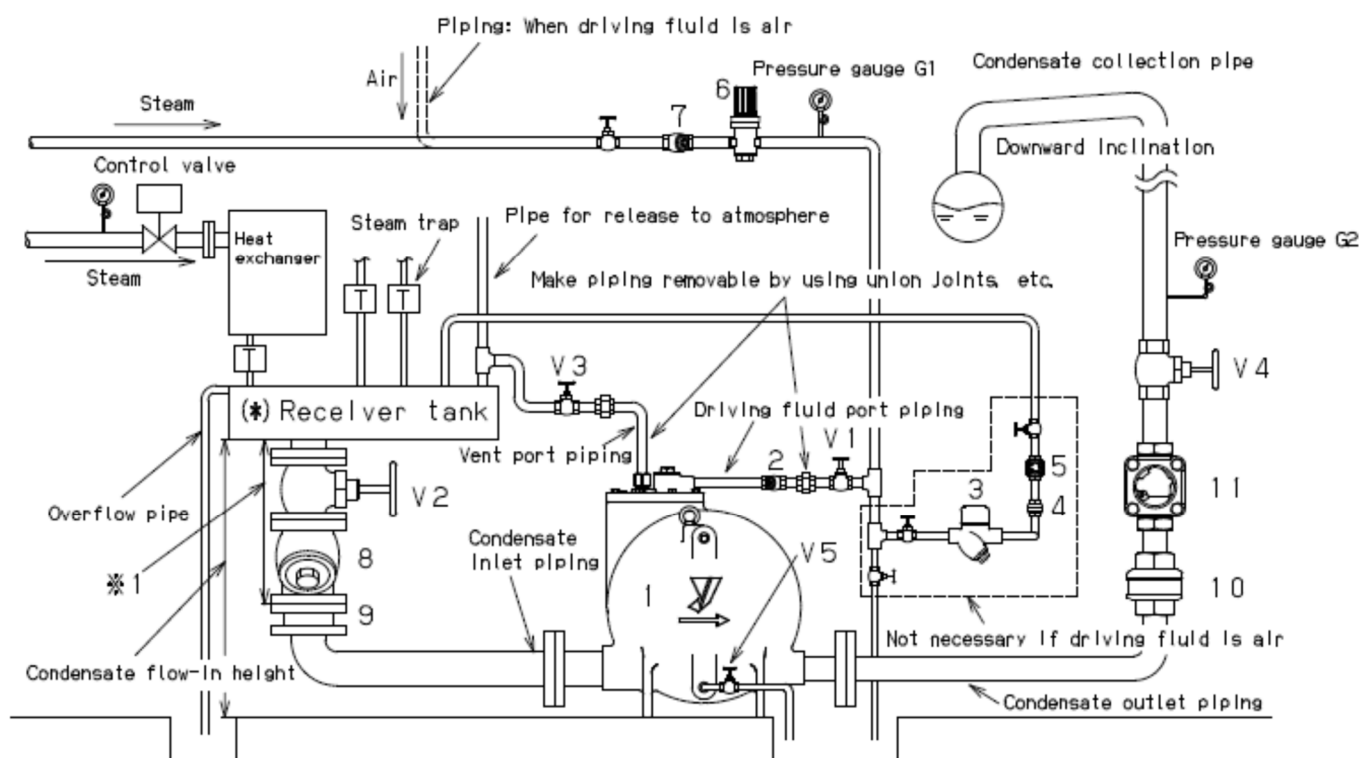 Piping: When driving fluid is air
Air
Pressure gauge G1
Condensate collection pipe
6
7
Steam
Downward inclination
Control valve
Steam trap
Pipe for release to atmosphere
Heat
exchanger
Pressure gauge G2
Steam
Make piping removable by using union joints, etc.
T
T
T
V3
V4
(※) Receiver tank
Driving fluid port piping
V1
Vent port piping
2
5
3
11
V2
4
Overflow pipe
Condensate
inlet piping
V5
8
※1
1
10
9
Not necessary if driving fluid is air
Condensate flow-in height
Condensate outlet piping